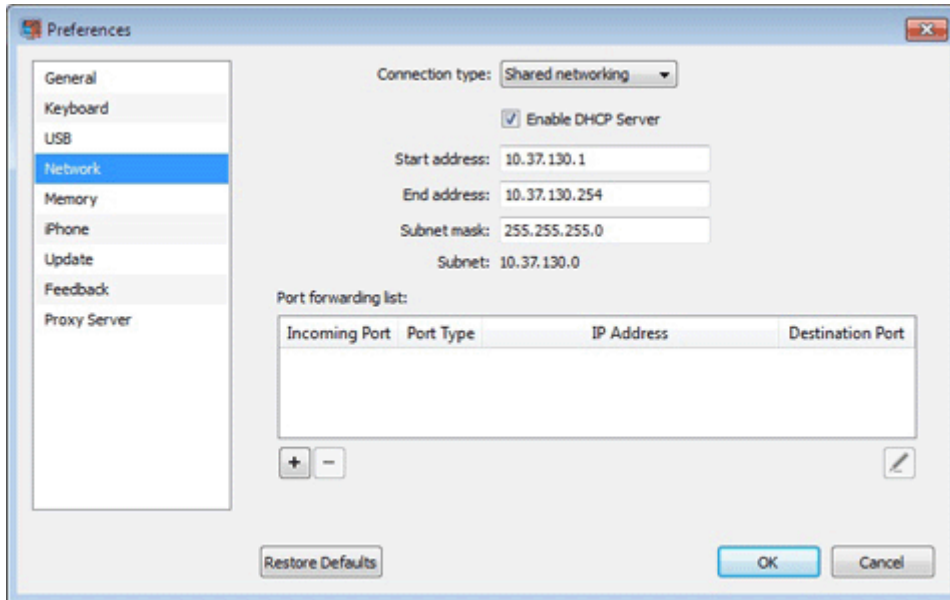 Preferences
General
Keyboard
USB
Network
Memory
iPhone
Update
Feedback
Proxy Server
Connection type: Shared networking
Enable DHCP Server
Start address: 10.37.130.1
End address: 10.37.130.254
Subnet mask: 255.255.255.0
Subnet: 10.37.130.0
Port forwarding list:
Incoming Port Port Type IP Address Destination Port
Restore Defaults OK Cancel